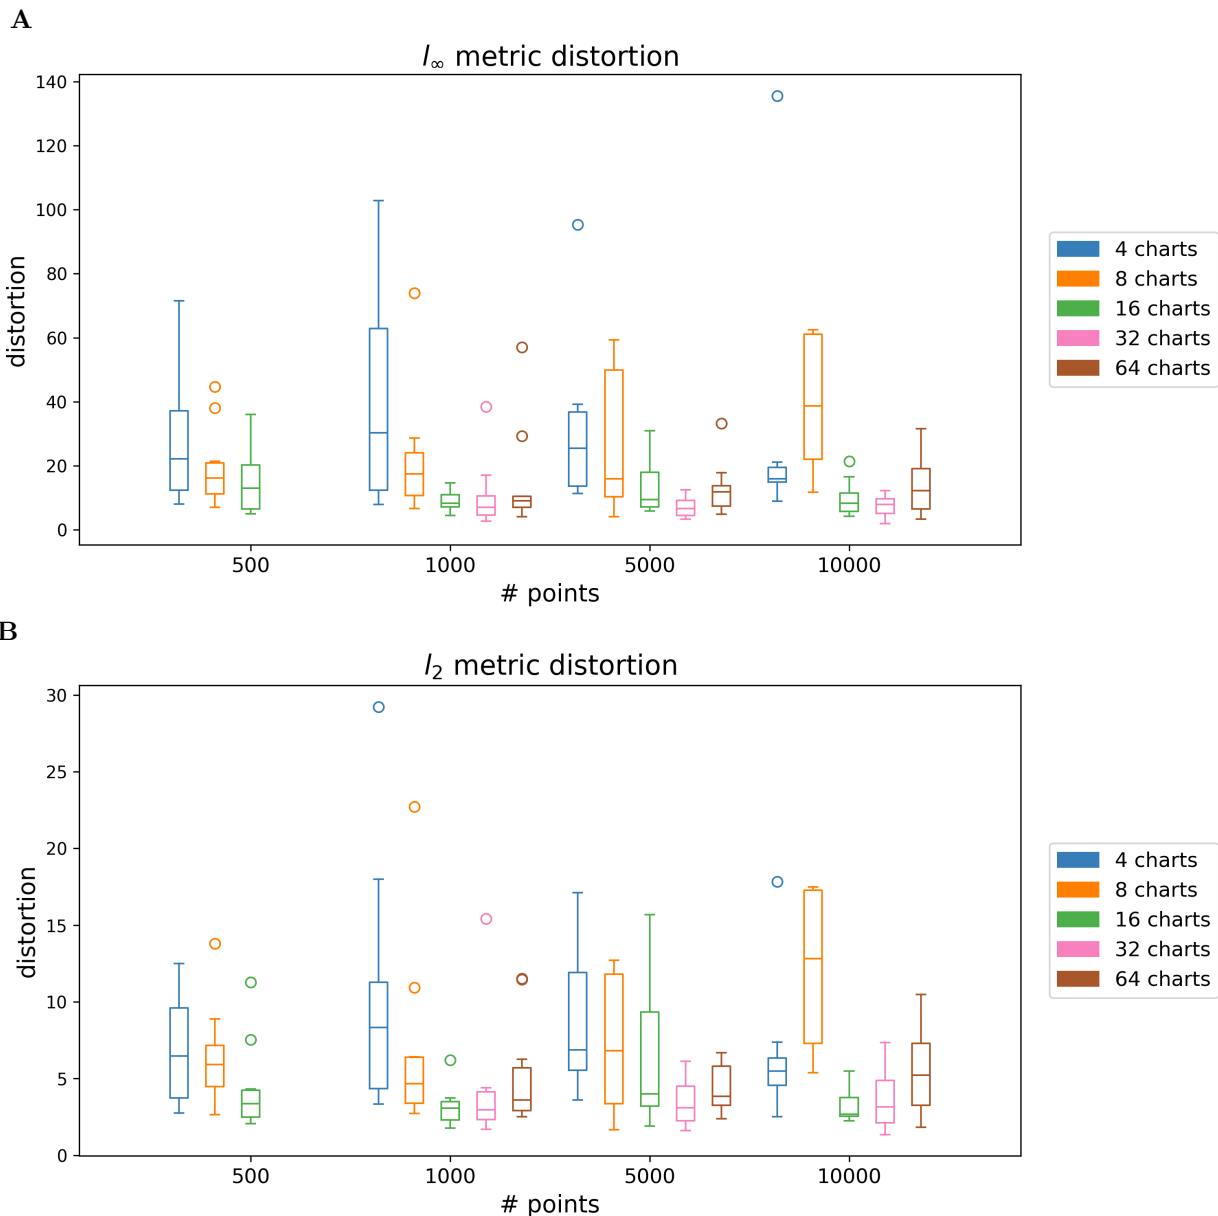 A
l∞ metric distortion
140
120
100
80
60
40
20
0
distortion
500 1000 5000 10000
# points
4 charts
8 charts
16 charts
32 charts
64 charts
B
l₂ metric distortion
30
25
20
15
10
5
0
distortion
500 1000 5000 10000
# points
4 charts
8 charts
16 charts
32 charts
64 charts